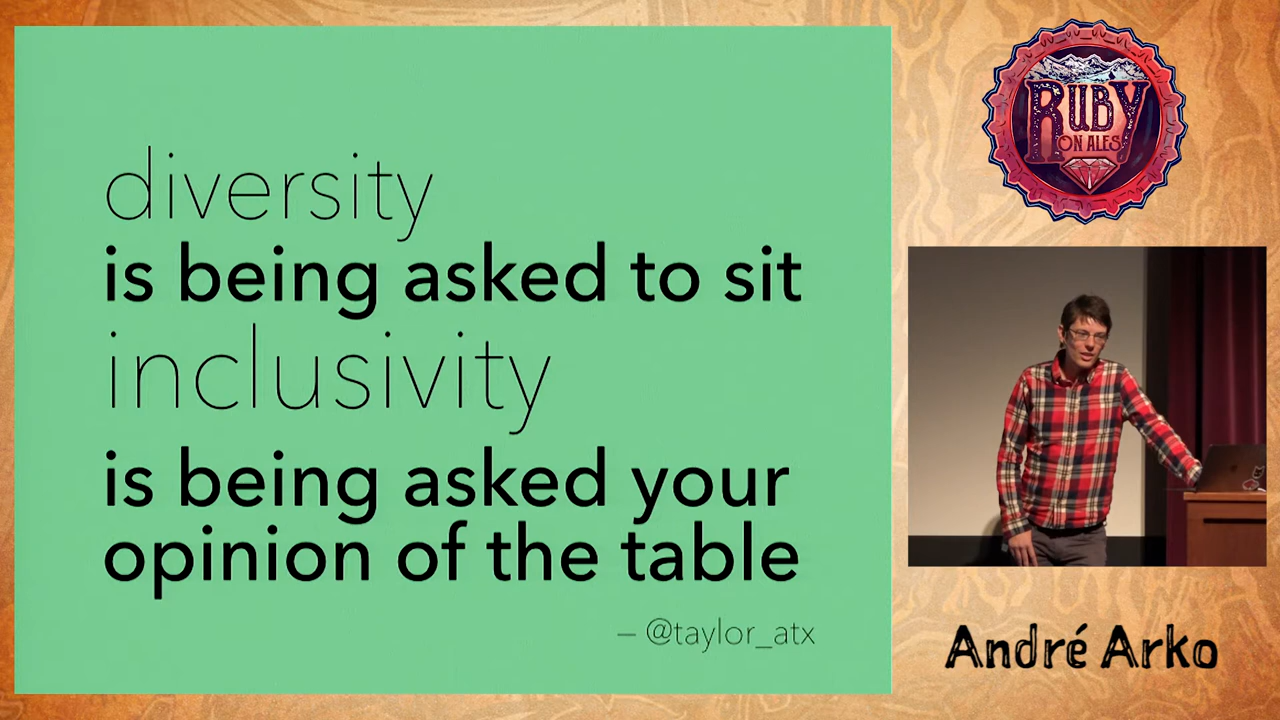 diversity
is being asked to sit
inclusivity
is being asked your
opinion of the table
— @taylor_atx
RUBY
ON ALES
André Arko